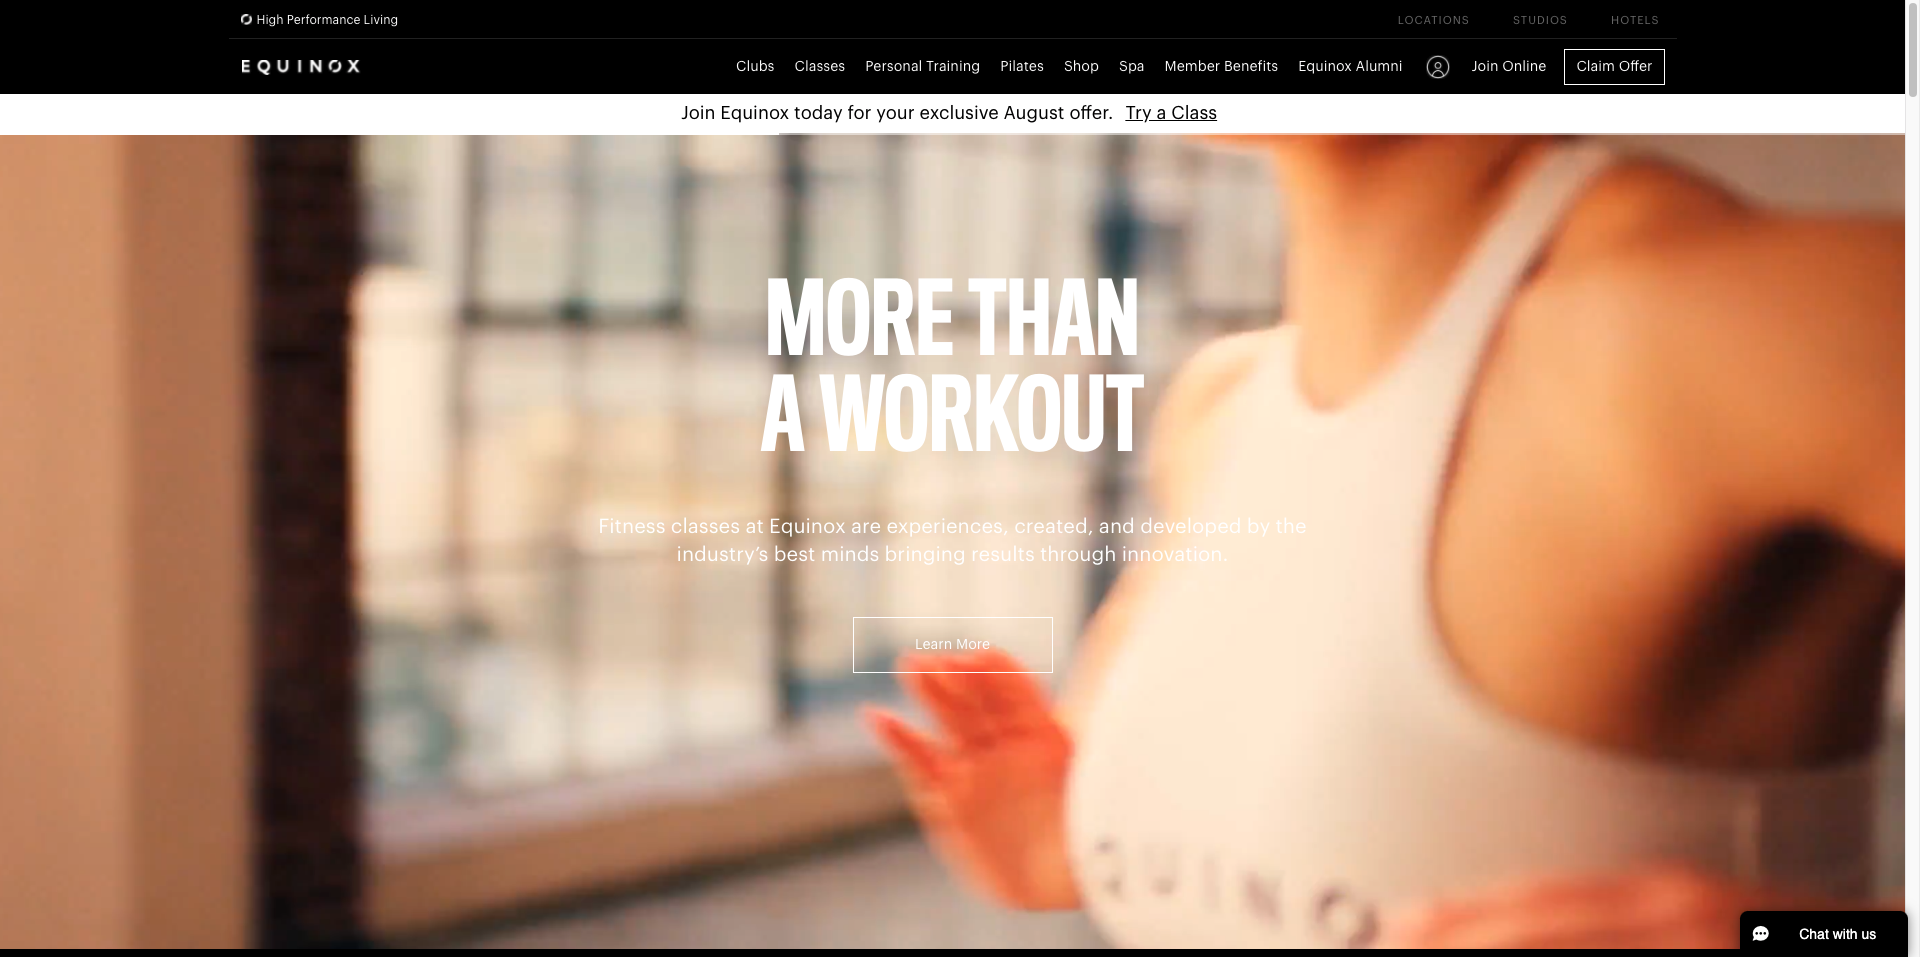 High Performance Living
LOCATIONS STUDIOS HOTELS
EQUINOX
Clubs Classes Personal Training Pilates Shop Spa Member Benefits Equinox Alumni Join Online Claim Offer
Join Equinox today for your exclusive August offer. Try a Class
MORE THAN
A WORKOUT
Fitness classes at Equinox are experiences, created, and developed by the
industry’s best minds bringing results through innovation.
Learn More
QUINO
Chat with us